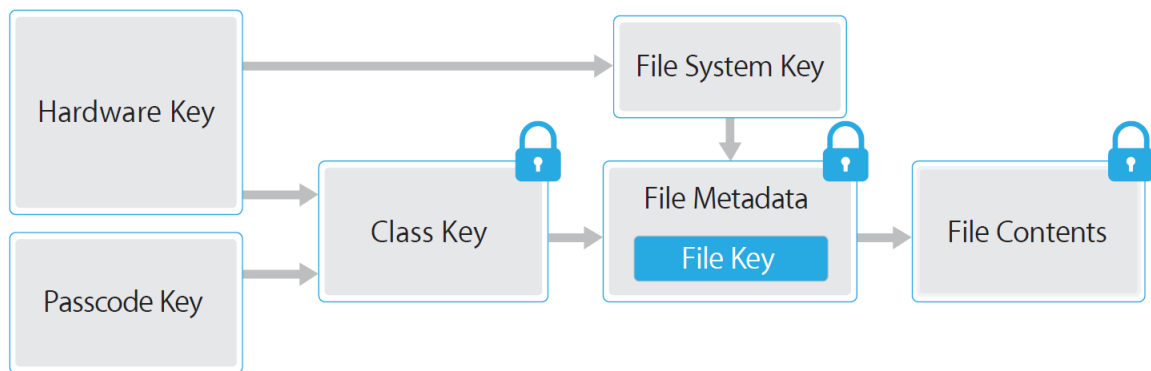 Hardware Key
File System Key
Class Key
File Metadata
File Key
File Contents
Passcode Key